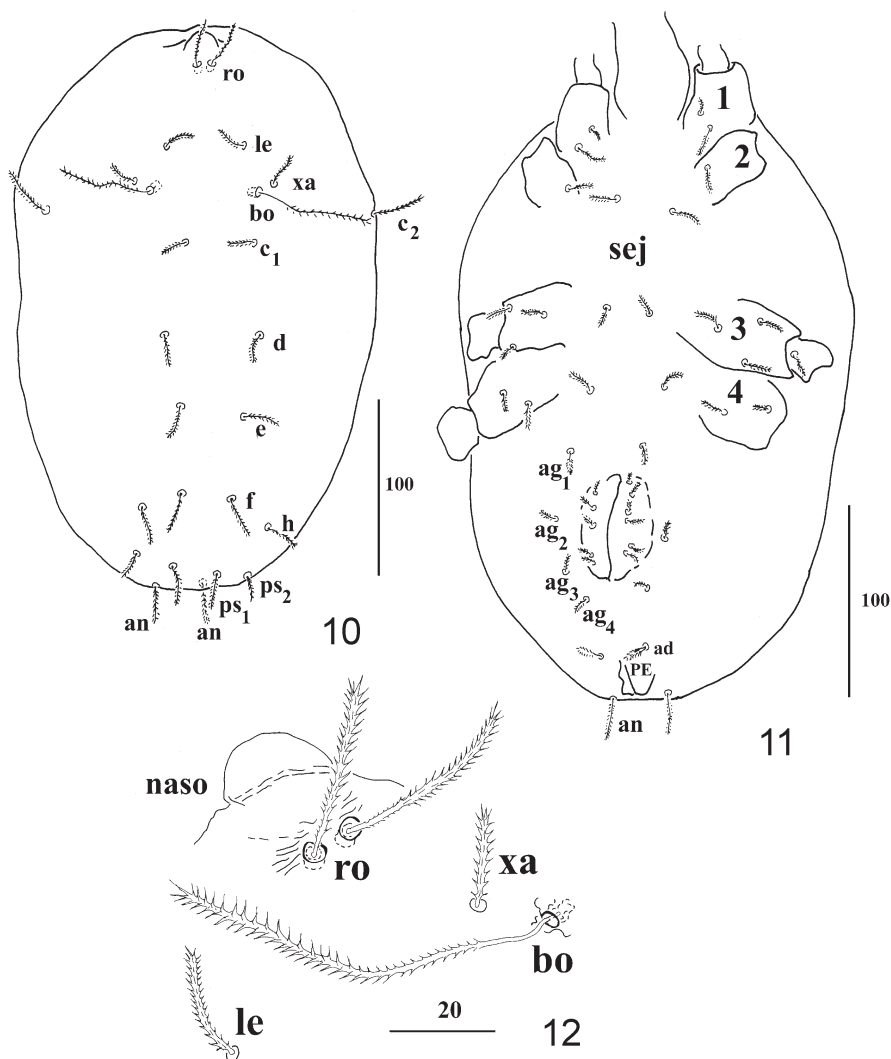 ro
le
xa
bo
c2
c1
d
e
100
f
h
ps2
ps1
an
an
10
1
2
sej
3
4
ag1
ag2
ag3
ag4
ad
PE
an
100
11
naso
ro
xa
bo
le
20
12